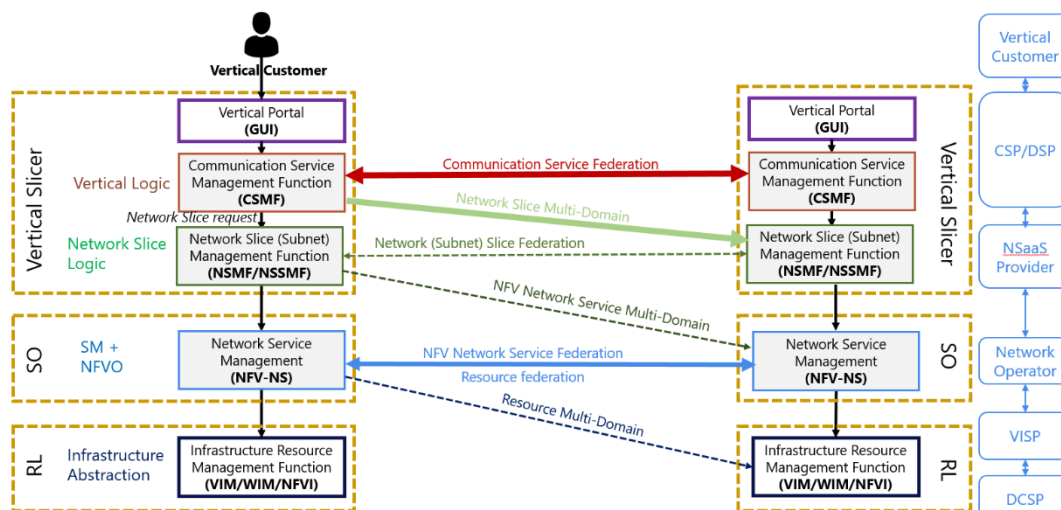 Vertical Customer
Vertical Slicer
Vertical Portal
(GUI)
Vertical Logic
Communication Service
Management Function
(CSMF)
Network Slice request
Network Slice
Logic
Network Slice (Subnet)
Management Function
(NSMF/NSSMF)
SO
SM +
NFVO
Network Service
Management
(NFV-NS)
RL
Infrastructure
Abstraction
Infrastructure Resource
Management Function
(VIM/WIM/NFVI)
Communication Service Federation
Network Slice Multi-Domain
Network (Subnet) Slice Federation
NFV Network Service Multi-Domain
NFV Network Service Federation
Resource federation
Resource Multi-Domain
Vertical Portal
(GUI)
Communication Service
Management Function
(CSMF)
Network Slice (Subnet)
Management Function
(NSMF/NSSMF)
Vertical Slicer
Network Service
Management
(NFV-NS)
SO
Infrastructure Resource
Management Function
(VIM/WIM/NFVI)
RL
Vertical
Customer
CSP/DSP
NSaaS
Provider
Network
Operator
VISP
DCSP